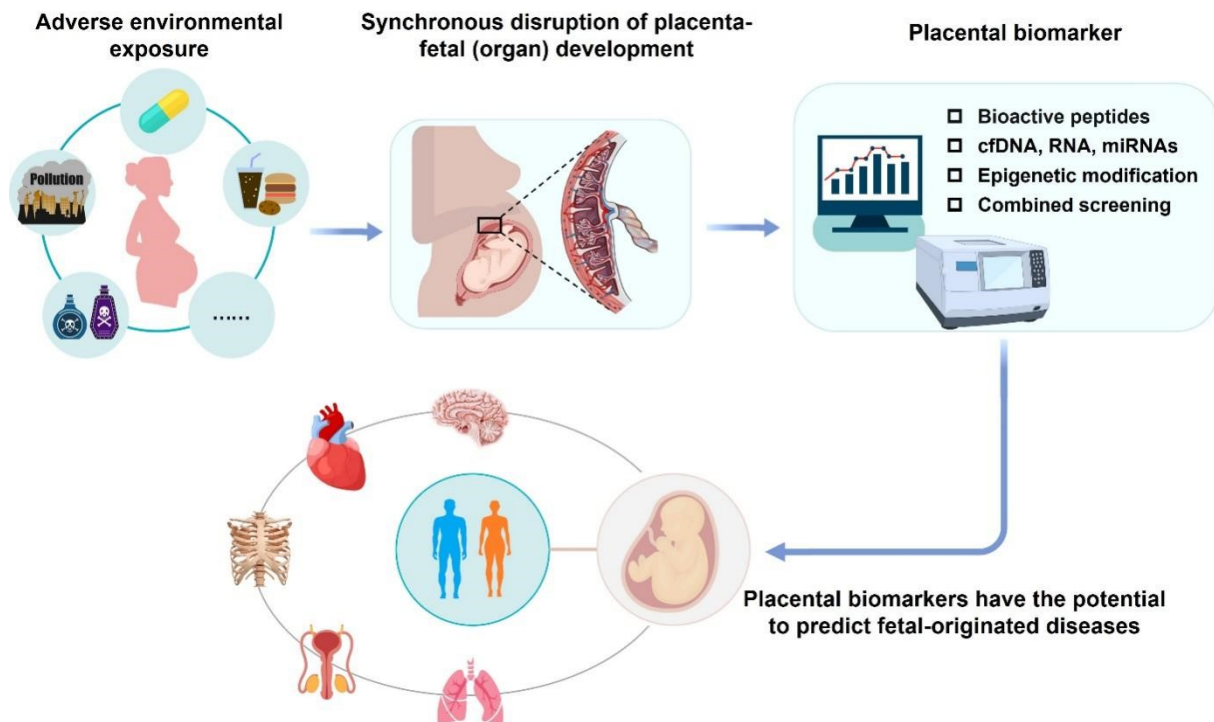 Adverse environmental
exposure
Synchronous disruption of placenta-
fetal (organ) development
Placental biomarker
Pollution
......
Bioactive peptides
cfDNA, RNA, miRNAs
Epigenetic modification
Combined screening
Placental biomarkers have the potential
to predict fetal-originated diseases